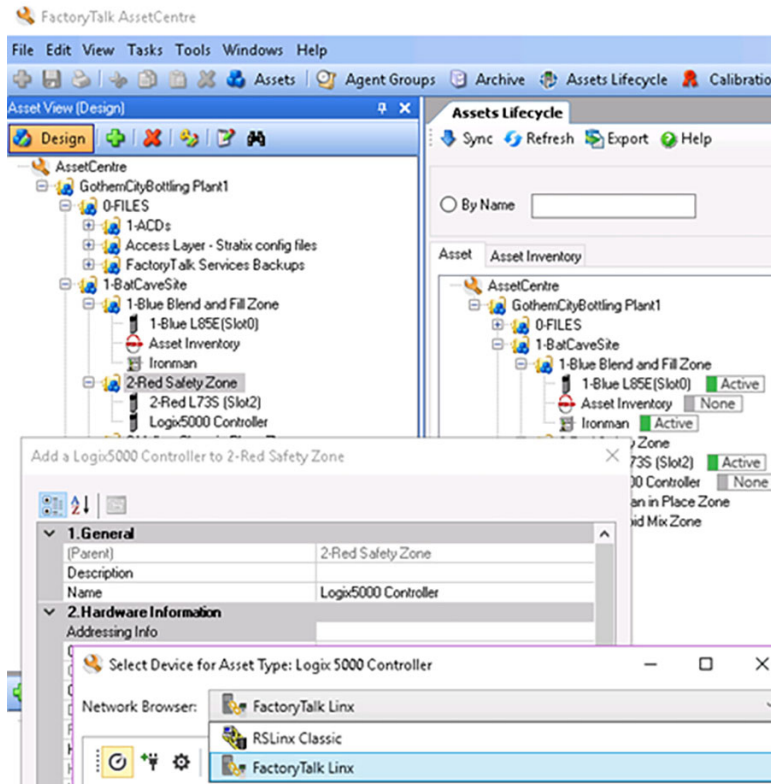 FactoryTalk AssetCentre
File Edit View Tasks Tools Windows Help
Assets Agent Groups Archive Assets Lifecycle Calibratio
Asset View (Design)
Design
AssetCentre
GothemCityBottling Plant1
0-FILES
1-ACDs
Access Layer - Stratix config files
FactoryTalk Services Backups
1-BatCaveSite
1-Blue Blend and Fill Zone
1-Blue L85E(Slot0)
Asset Inventory
Ironman
2-Red Safety Zone
2-Red L73S (Slot2)
Logix5000 Controller
Assets Lifecycle
Sync Refresh Export Help
By Name
Asset Asset Inventory
AssetCentre
GothemCityBottling Plant1
0-FILES
1-BatCaveSite
1-Blue Blend and Fill Zone
1-Blue L85E(Slot0) Active
Asset Inventory None
Ironman Active
Zone
73S (Slot2) Active
00 Controller None
an in Place Zone
id Mix Zone
Add a Logix5000 Controller to 2-Red Safety Zone
1.General
(Parent) 2-Red Safety Zone
Description
Name Logix5000 Controller
2.Hardware Information
Addressing Info
Select Device for Asset Type: Logix 5000 Controller
Network Browser: FactoryTalk Linx
RSLinx Classic
FactoryTalk Linx